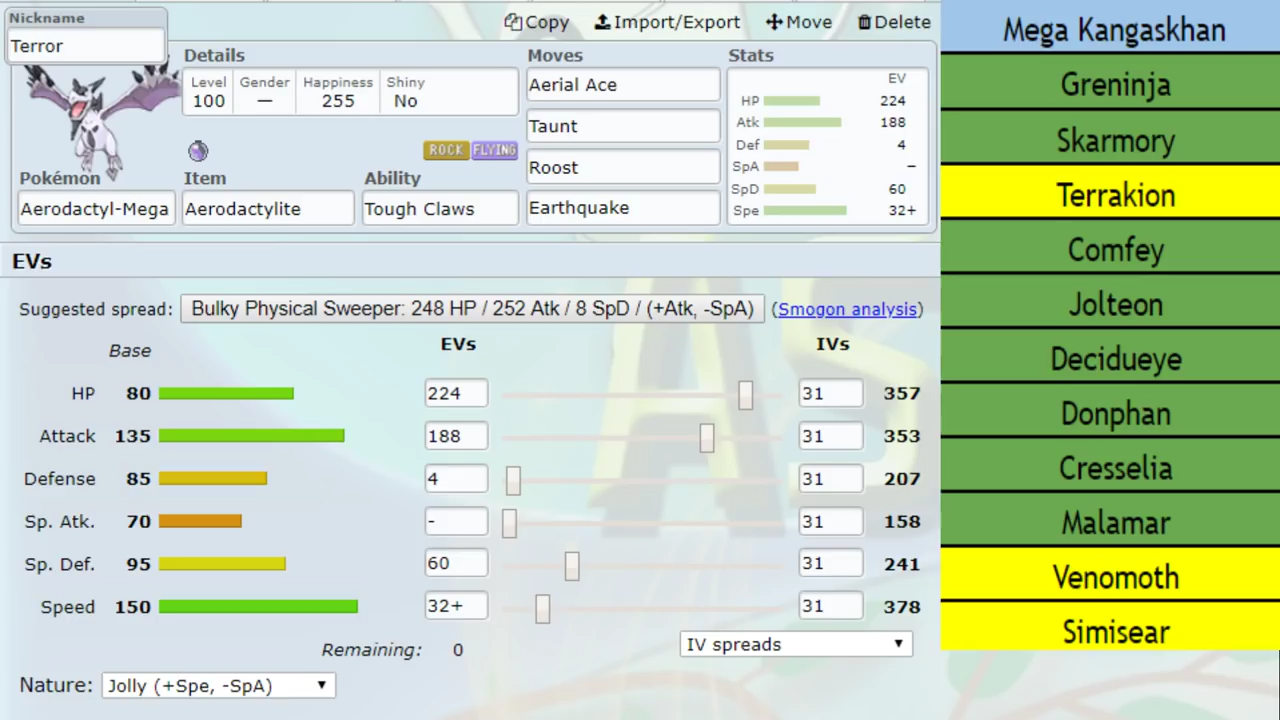 Nickname
Terror
Copy Import/Export Move Delete
Details
Level Gender Happiness Shiny
100 — 255 No
ROCK FLYING
Pokémon Item Ability
Aerodactyl-Mega Aerodactylite Tough Claws
Moves
Aerial Ace
Taunt
Roost
Earthquake
Stats
EV
HP 224
Atk 188
Def 4
SpA –
SpD 60
Spe 32+
EVs
Suggested spread: Bulky Physical Sweeper: 248 HP / 252 Atk / 8 SpD / (+Atk, -SpA) (Smogon analysis)
Base EVs IVs
HP 80 224 31 357
Attack 135 188 31 353
Defense 85 4 31 207
Sp. Atk. 70 - 31 158
Sp. Def. 95 60 31 241
Speed 150 32+ 31 378
Remaining: 0 IV spreads
Nature: Jolly (+Spe, -SpA)
Mega Kangaskhan
Greninja
Skarmory
Terrakion
Comfey
Jolteon
Decidueye
Donphan
Cresselia
Malamar
Venomoth
Simisear